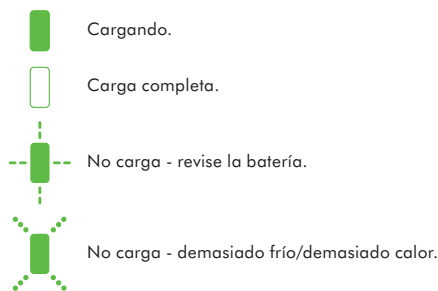 Cargando.
Carga completa.
No carga - revise la batería.
No carga - demasiado frío/demasiado calor.